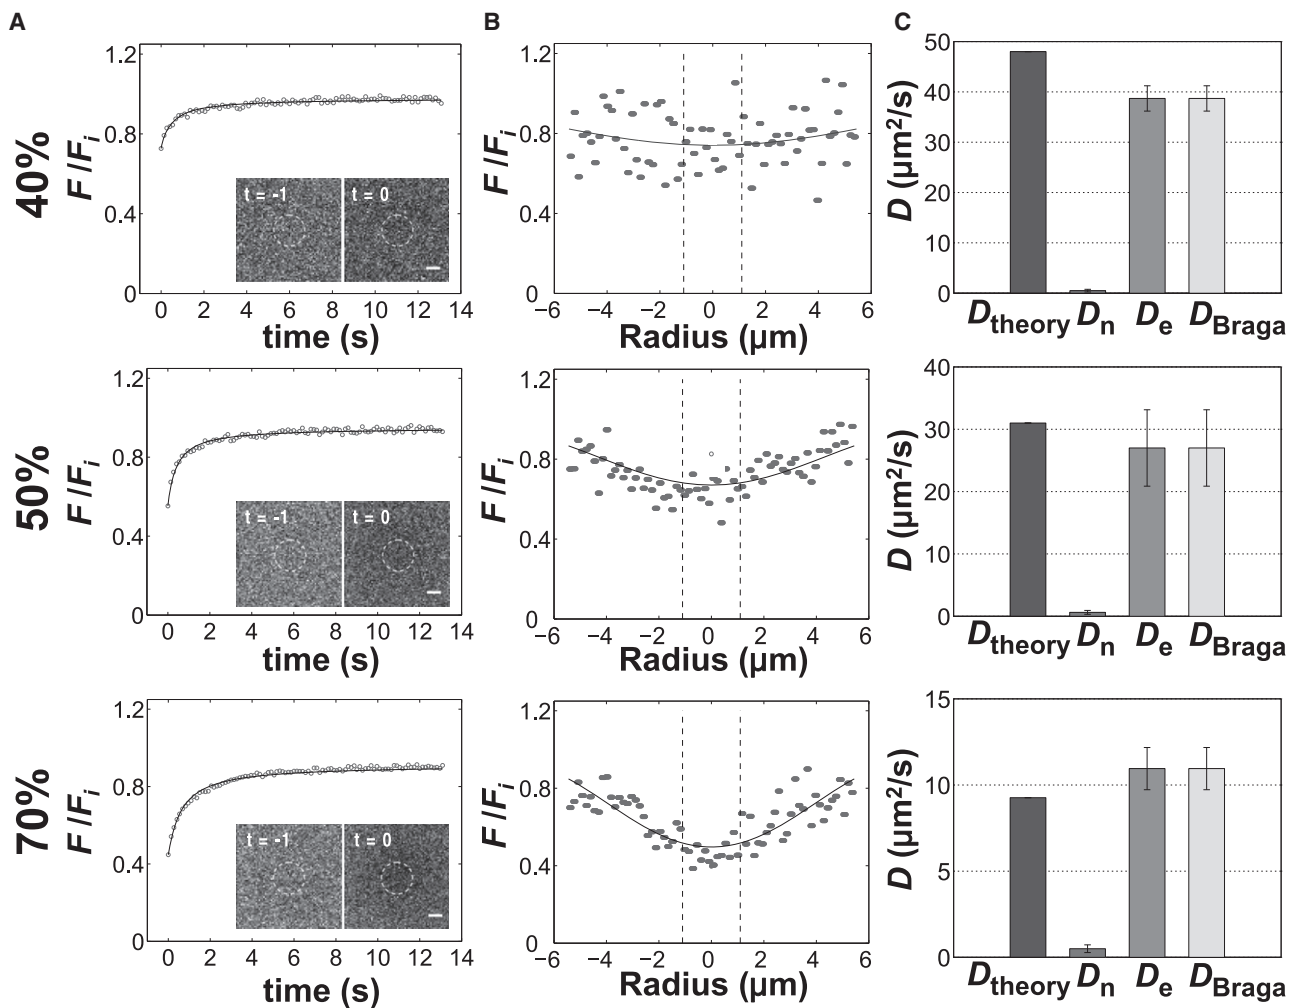 A
B
C
40%
F/Fi
1.2
0.8
0.4
0
t = -1
t = 0
0 2 4 6 8 10 12 14
time (s)
F/Fi
1.2
0.8
0.4
0
−6 −4 −2 0 2 4 6
Radius (µm)
D (µm²/s)
50
40
30
20
10
0
Dtheory Dn De DBraga
50%
F/Fi
1.2
0.8
0.4
0
t = -1
t = 0
0 2 4 6 8 10 12 14
time (s)
F/Fi
1.2
0.8
0.4
0
−6 −4 −2 0 2 4 6
Radius (µm)
D (µm²/s)
40
30
20
10
0
Dtheory Dn De DBraga
70%
F/Fi
1.2
0.8
0.4
0
t = -1
t = 0
0 2 4 6 8 10 12 14
time (s)
F/Fi
1.2
0.8
0.4
0
−6 −4 −2 0 2 4 6
Radius (µm)
D (µm²/s)
15
10
5
0
Dtheory Dn De DBraga